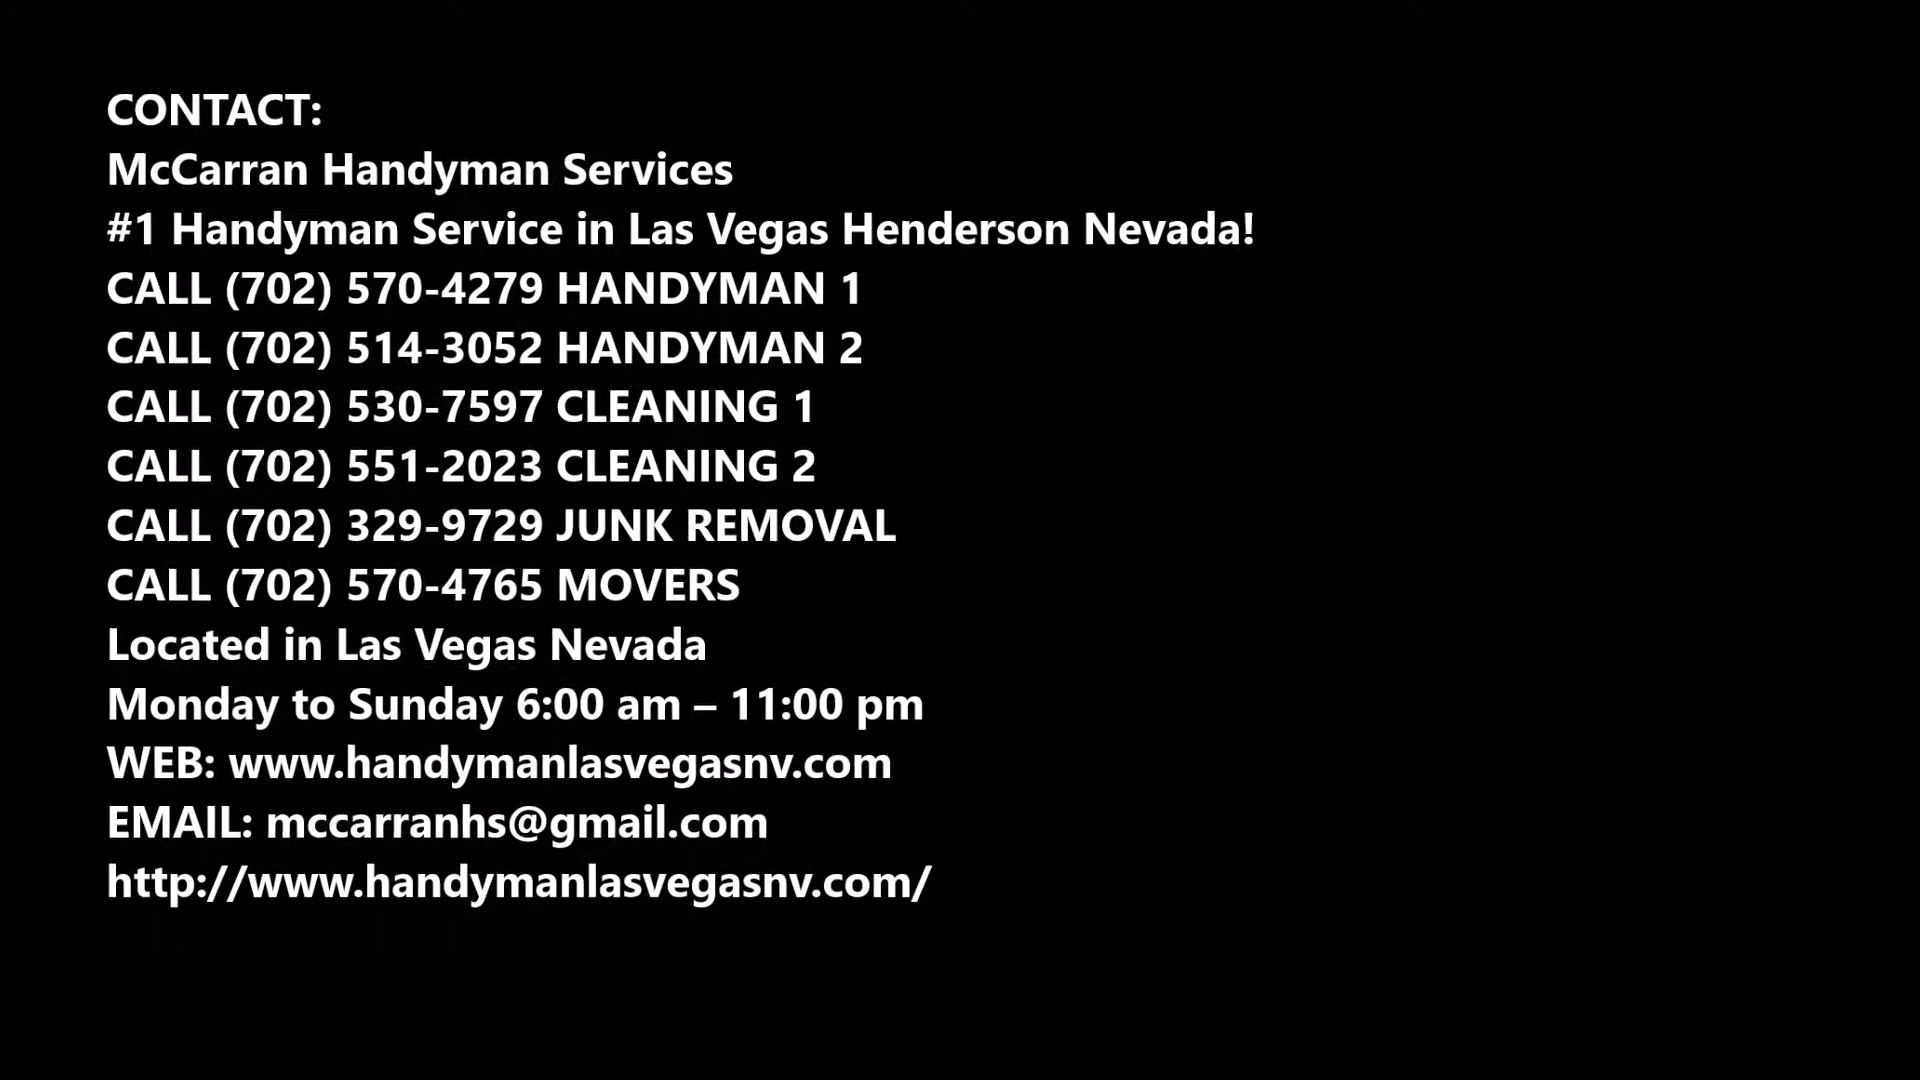 CONTACT:
McCarran Handyman Services
#1 Handyman Service in Las Vegas Henderson Nevada!
CALL (702) 570-4279 HANDYMAN 1
CALL (702) 514-3052 HANDYMAN 2
CALL (702) 530-7597 CLEANING 1
CALL (702) 551-2023 CLEANING 2
CALL (702) 329-9729 JUNK REMOVAL
CALL (702) 570-4765 MOVERS
Located in Las Vegas Nevada
Monday to Sunday 6:00 am – 11:00 pm
WEB: www.handymanlasvegasnv.com
EMAIL: mccarranhs@gmail.com
http://www.handymanlasvegasnv.com/